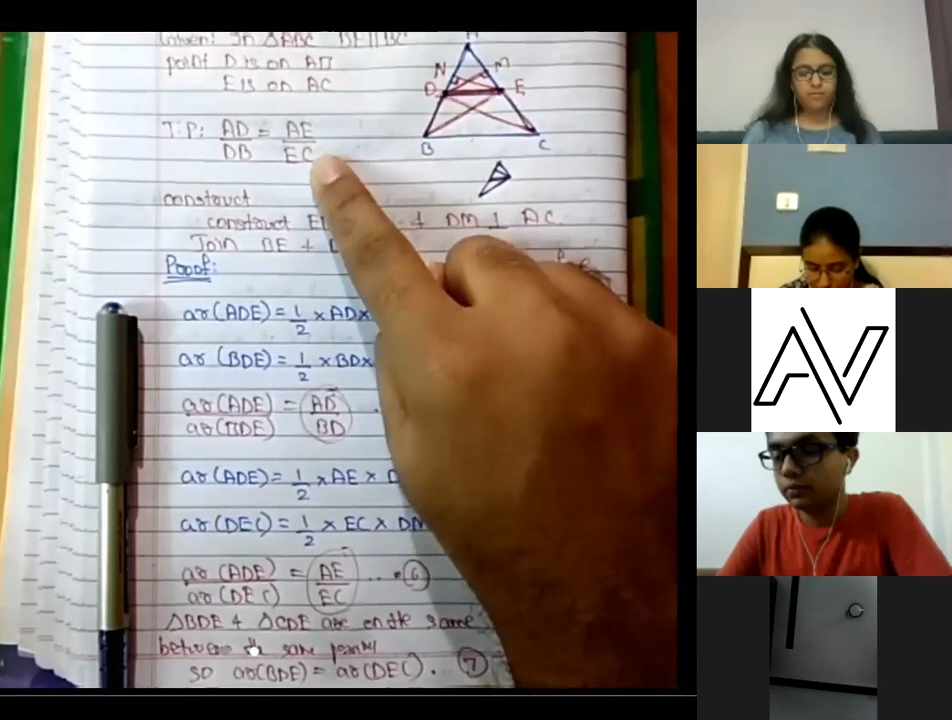 Given: In ΔABC DE||BC
point D is on AB
E is on AC
T.P: AD = AE
DB EC
A
N M
D E
B C
construct
construct E + DM ⊥ AC
Join BE +
Proof:
ar(ADE) = 1/2 × AD ×
ar(BDE) = 1/2 × BD ×
ar(ADE) = AD
ar(BDE) BD
ar(ADE) = 1/2 × AE × D
ar(DEC) = 1/2 × EC × DM
ar(ADE) = AE ... 6
ar(DEC) EC
ΔBDE + ΔCDE are on the same
between the same
so ar(BDE) = ar(DEC). 7
AV